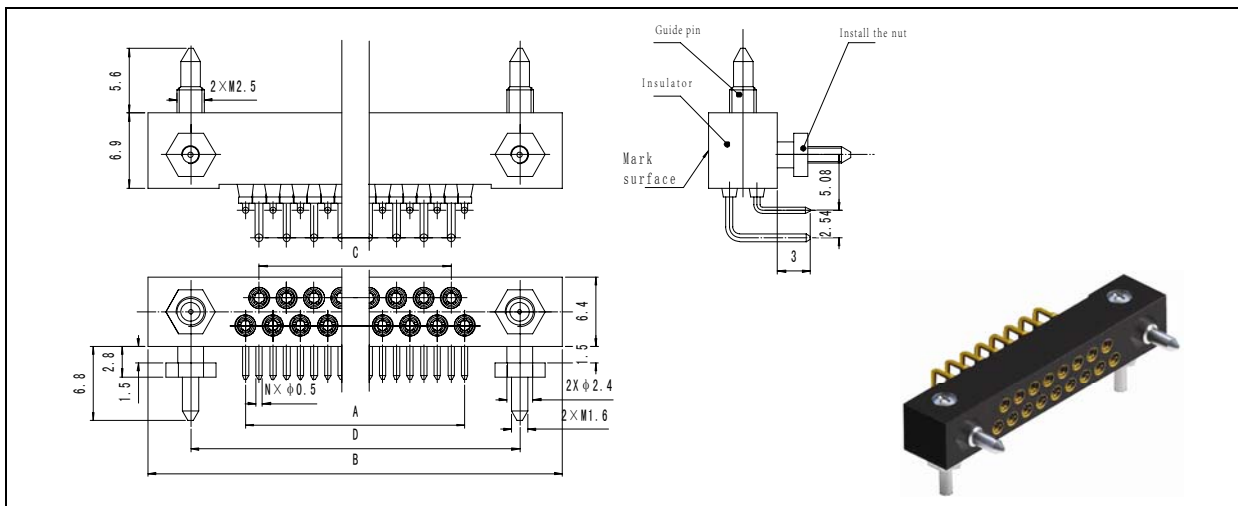 5.6
2×M2.5
6.9
C
6.4
1.5
2.8
1.5
6.8
N×ϕ0.5
2Xϕ2.4
2×M1.6
A
D
B
Guide pin
Install the nut
Insulator
Mark
surface
5.08
2.54
3